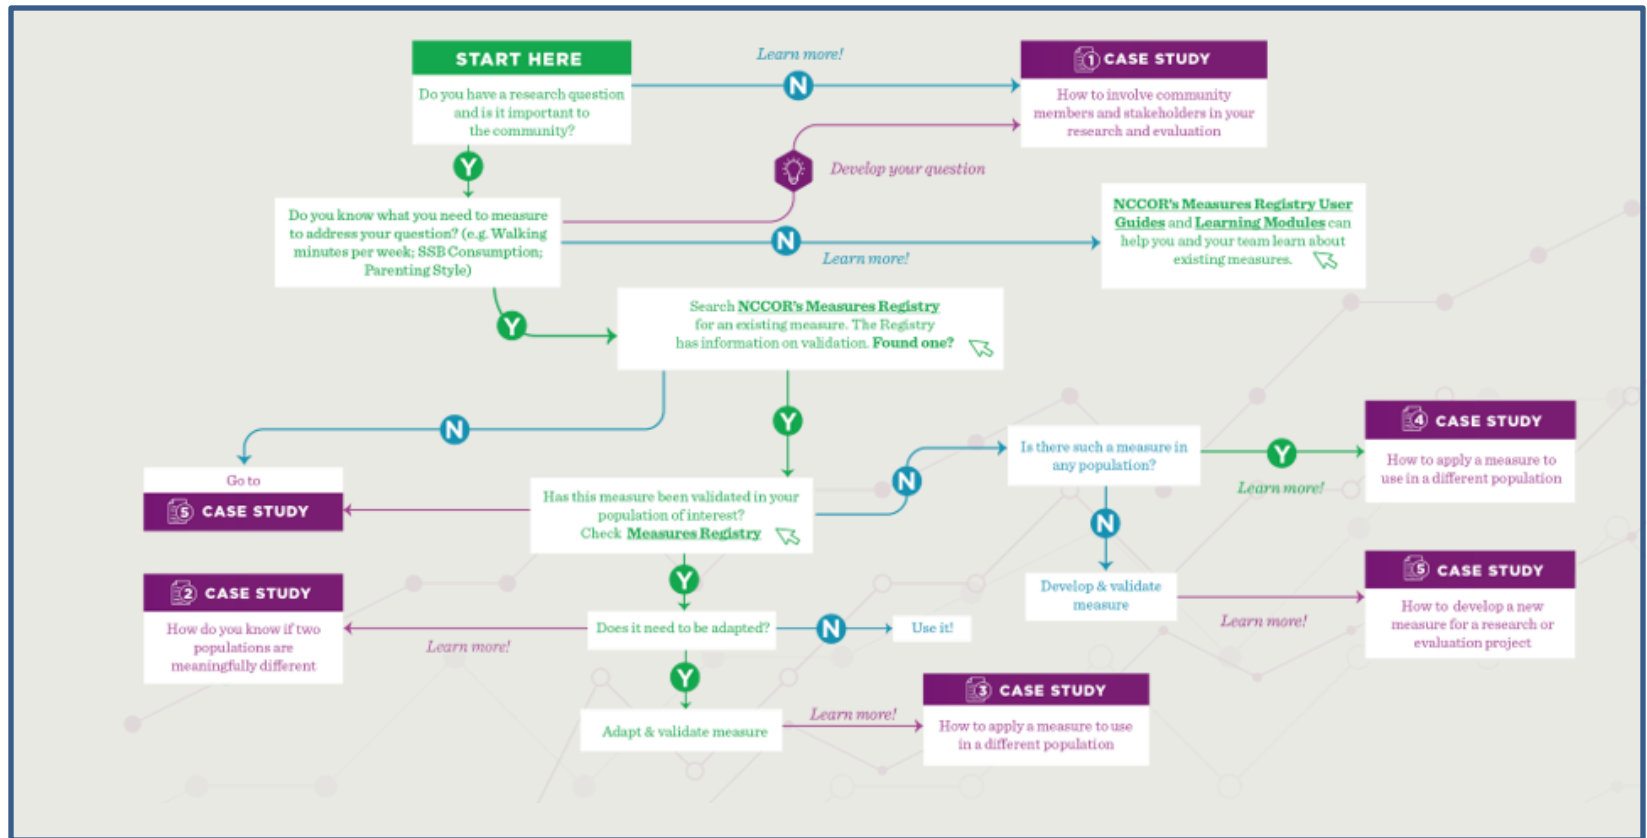 START HERE
Do you have a research question
and is it important to
the community?
Learn more!
N
1 CASE STUDY
How to involve community
members and stakeholders in your
research and evaluation
Y
Develop your question
Do you know what you need to measure
to address your question? (e.g. Walking
minutes per week; SSB Consumption;
Parenting Style)
N
Learn more!
NCCOR's Measures Registry User
Guides and Learning Modules can
help you and your team learn about
existing measures.
Y
Search NCCOR's Measures Registry
for an existing measure. The Registry
has information on validation. Found one?
N
Y
Go to
5 CASE STUDY
Has this measure been validated in your
population of interest?
Check Measures Registry
N
Is there such a measure in
any population?
Y
Learn more!
4 CASE STUDY
How to apply a measure to
use in a different population
N
Develop & validate
measure
Learn more!
5 CASE STUDY
How to develop a new
measure for a research or
evaluation project
Y
2 CASE STUDY
How do you know if two
populations are
meaningfully different
Learn more!
Does it need to be adapted?
N
Use it!
Y
Adapt & validate measure
Learn more!
3 CASE STUDY
How to apply a measure to use
in a different population